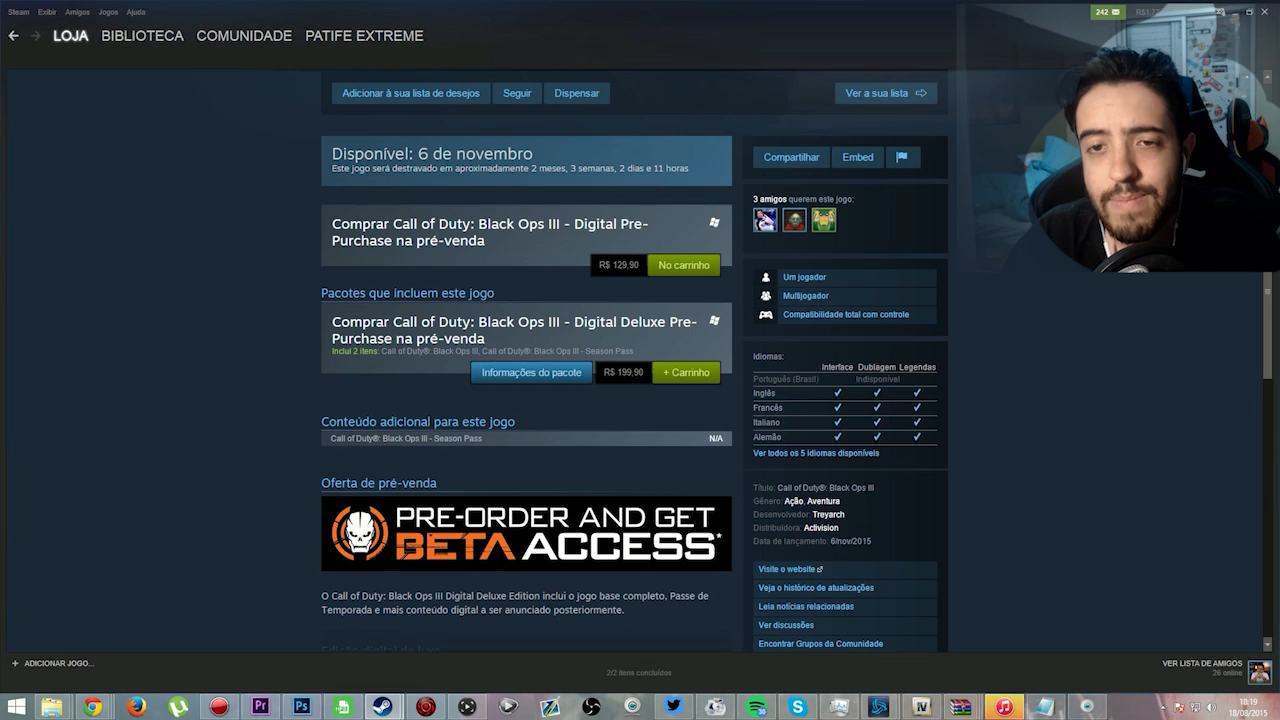 Steam Exibir Amigos Jogos Ajuda
242
LOJA BIBLIOTECA COMUNIDADE PATIFE EXTREME
Adicionar à sua lista de desejos Seguir Dispensar Ver a sua lista
Disponível: 6 de novembro
Este jogo será destravado em aproximadamente 2 meses, 3 semanas, 2 dias e 11 horas
Comprar Call of Duty: Black Ops III - Digital Pre-
Purchase na pré-venda
R$ 129,90 No carrinho
Pacotes que incluem este jogo
Comprar Call of Duty: Black Ops III - Digital Deluxe Pre-
Purchase na pré-venda
Inclui 2 itens: Call of Duty®: Black Ops III, Call of Duty®: Black Ops III - Season Pass
Informações do pacote R$ 199,90 + Carrinho
Conteúdo adicional para este jogo
Call of Duty®: Black Ops III - Season Pass N/A
Oferta de pré-venda
PRE-ORDER AND GET
BETA ACCESS*
O Call of Duty: Black Ops III Digital Deluxe Edition inclui o jogo base completo, Passe de
Temporada e mais conteúdo digital a ser anunciado posteriormente.
Edição digital de luxo
Compartilhar Embed
3 amigos querem este jogo:
Um jogador
Multijogador
Compatibilidade total com controle
Idiomas:
Interface Dublagem Legendas
Português (Brasil) Indisponível
Inglês
Francês
Italiano
Alemão
Ver todos os 5 idiomas disponíveis
Título: Call of Duty®: Black Ops III
Gênero: Ação, Aventura
Desenvolvedor: Treyarch
Distribuidora: Activision
Data de lançamento: 6/nov/2015
Visite o website
Veja o histórico de atualizações
Leia notícias relacionadas
Ver discussões
Encontrar Grupos da Comunidade
+ ADICIONAR JOGO...
2/2 itens concluídos
VER LISTA DE AMIGOS
26 online
Pr Ps IV
18:19
18/08/2015